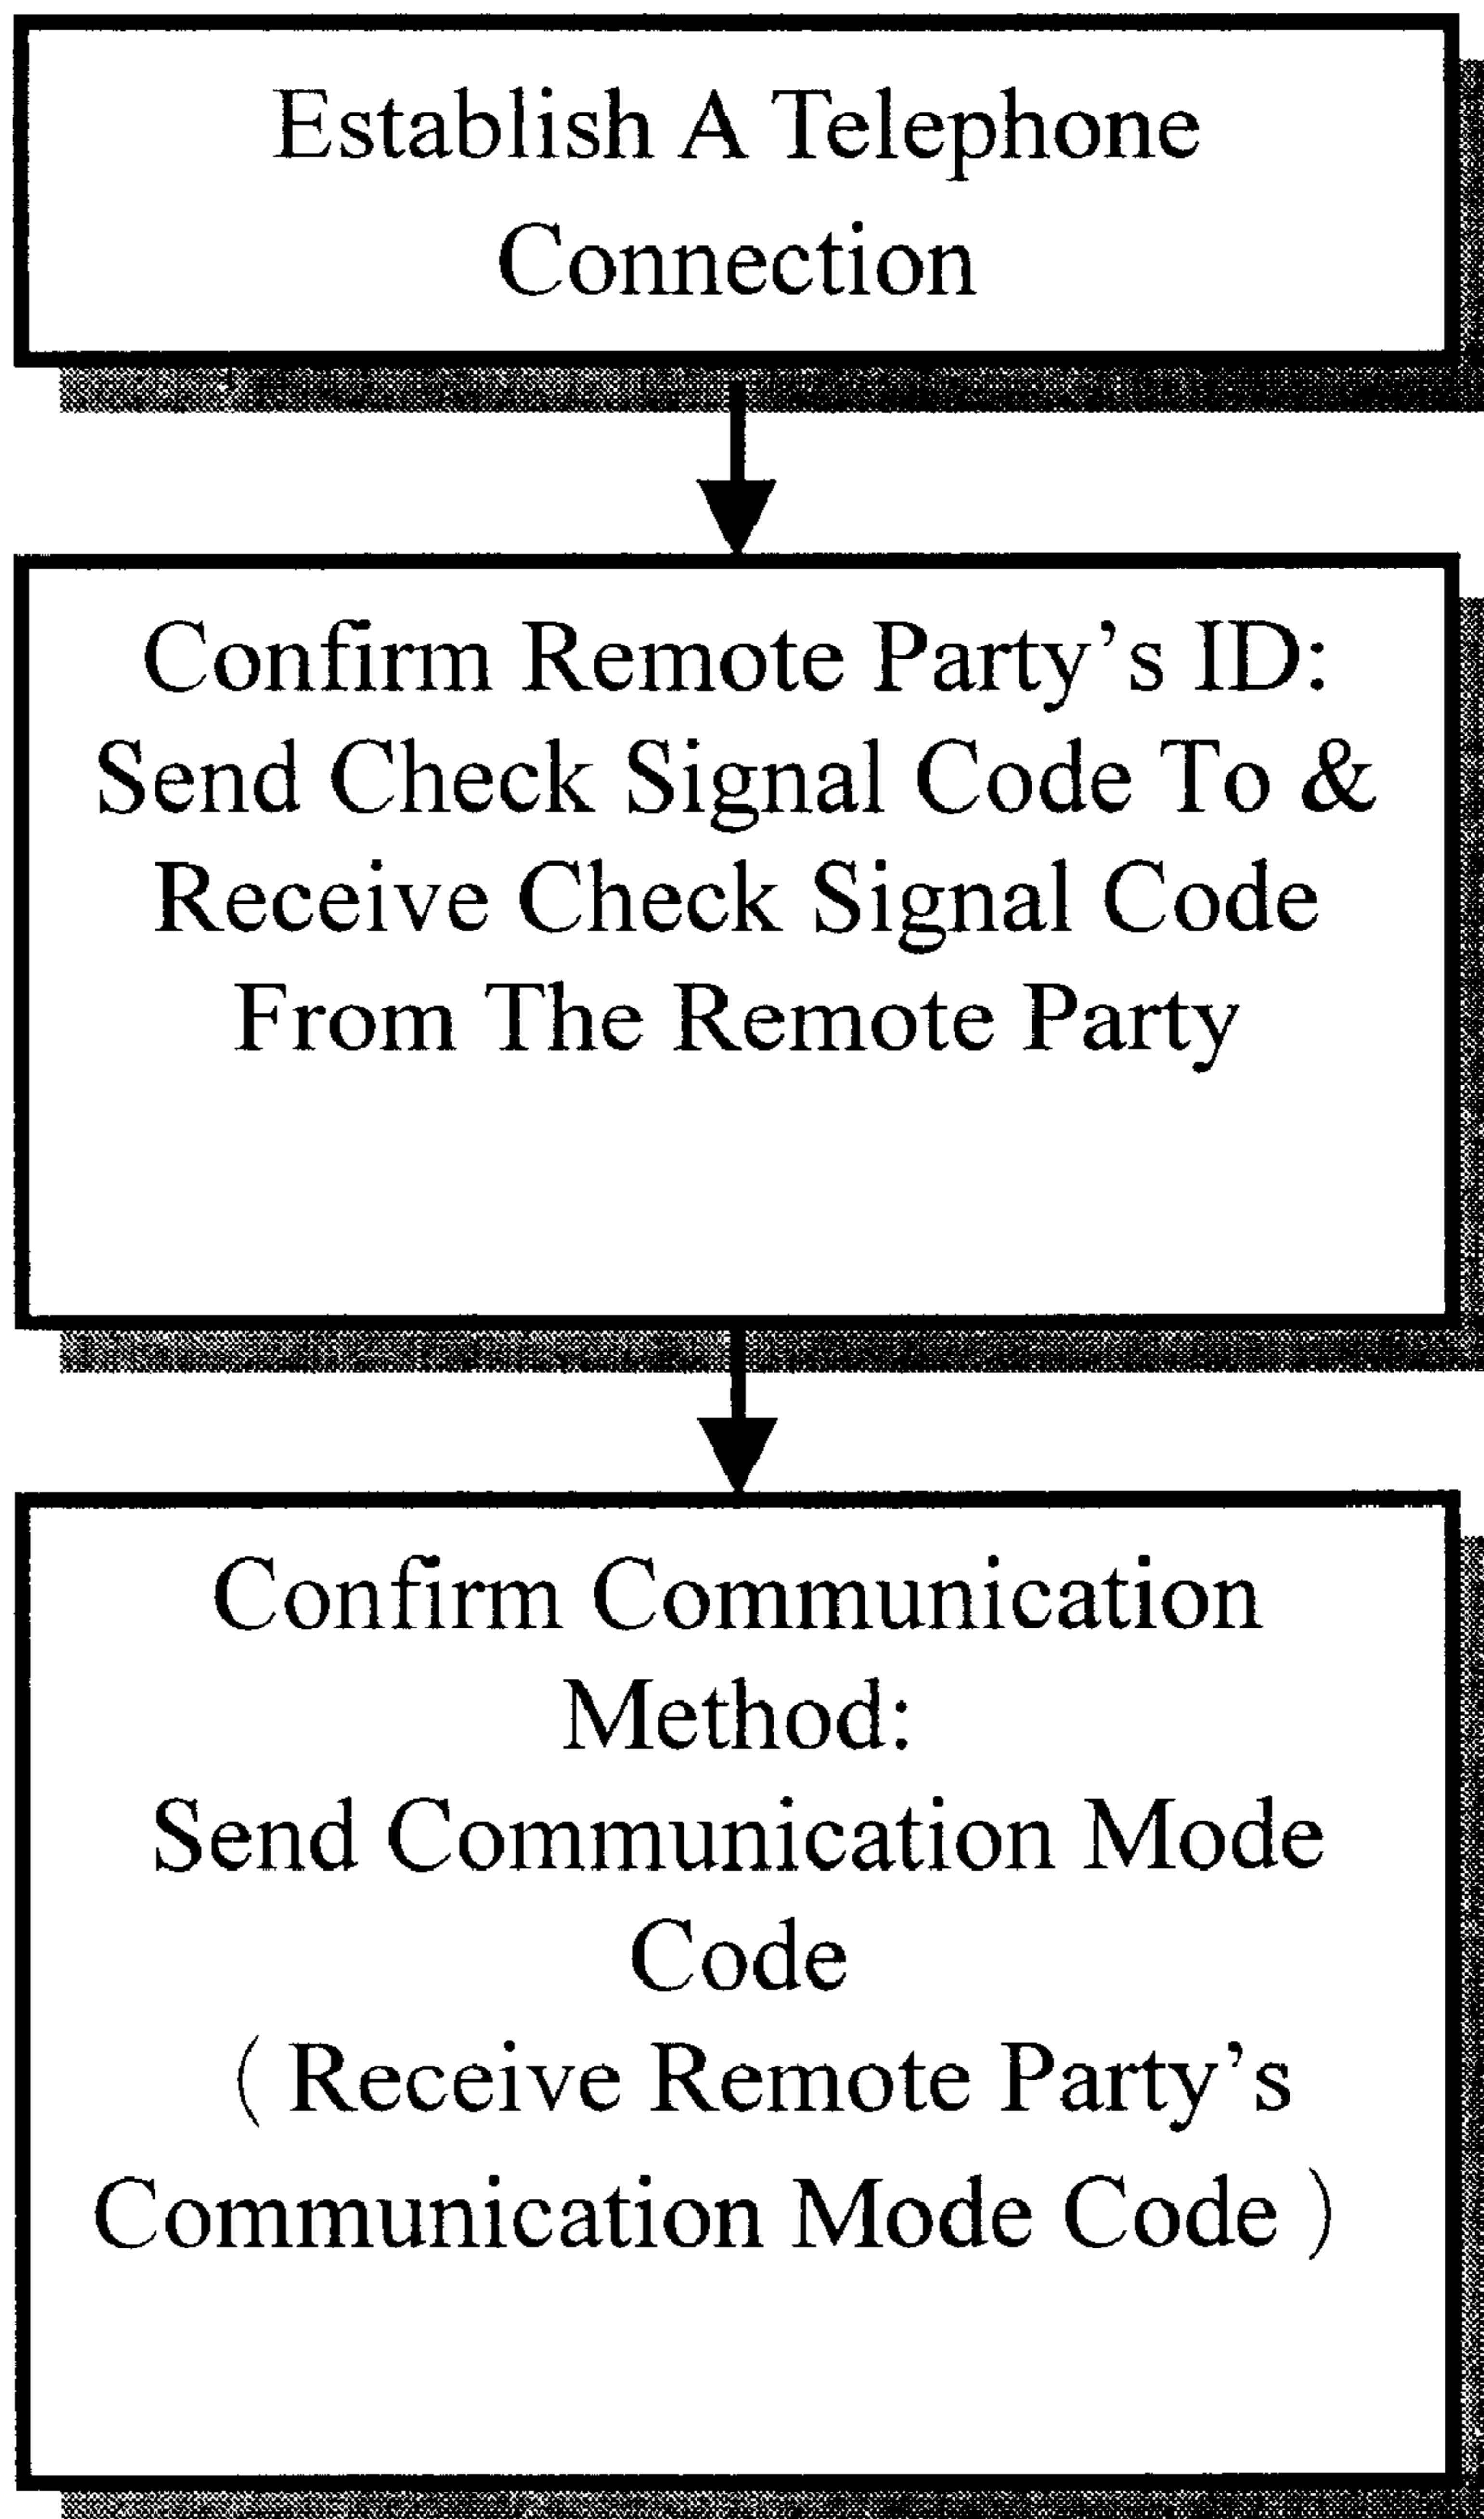 Establish A Telephone
Connection
Confirm Remote Party’s ID:
Send Check Signal Code To &
Receive Check Signal Code
From The Remote Party
Confirm Communication
Method:
Send Communication Mode
Code
( Receive Remote Party’s
Communication Mode Code )